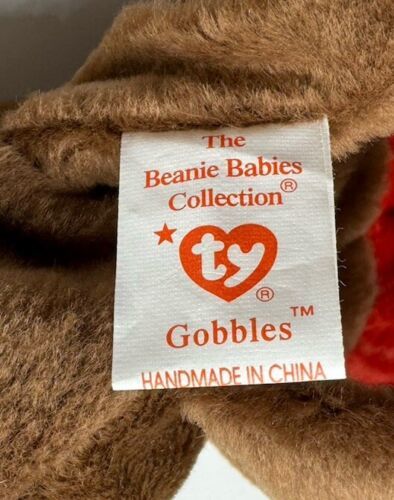 The
Beanie Babies
Collection®
ty®
Gobbles™
HANDMADE IN CHINA